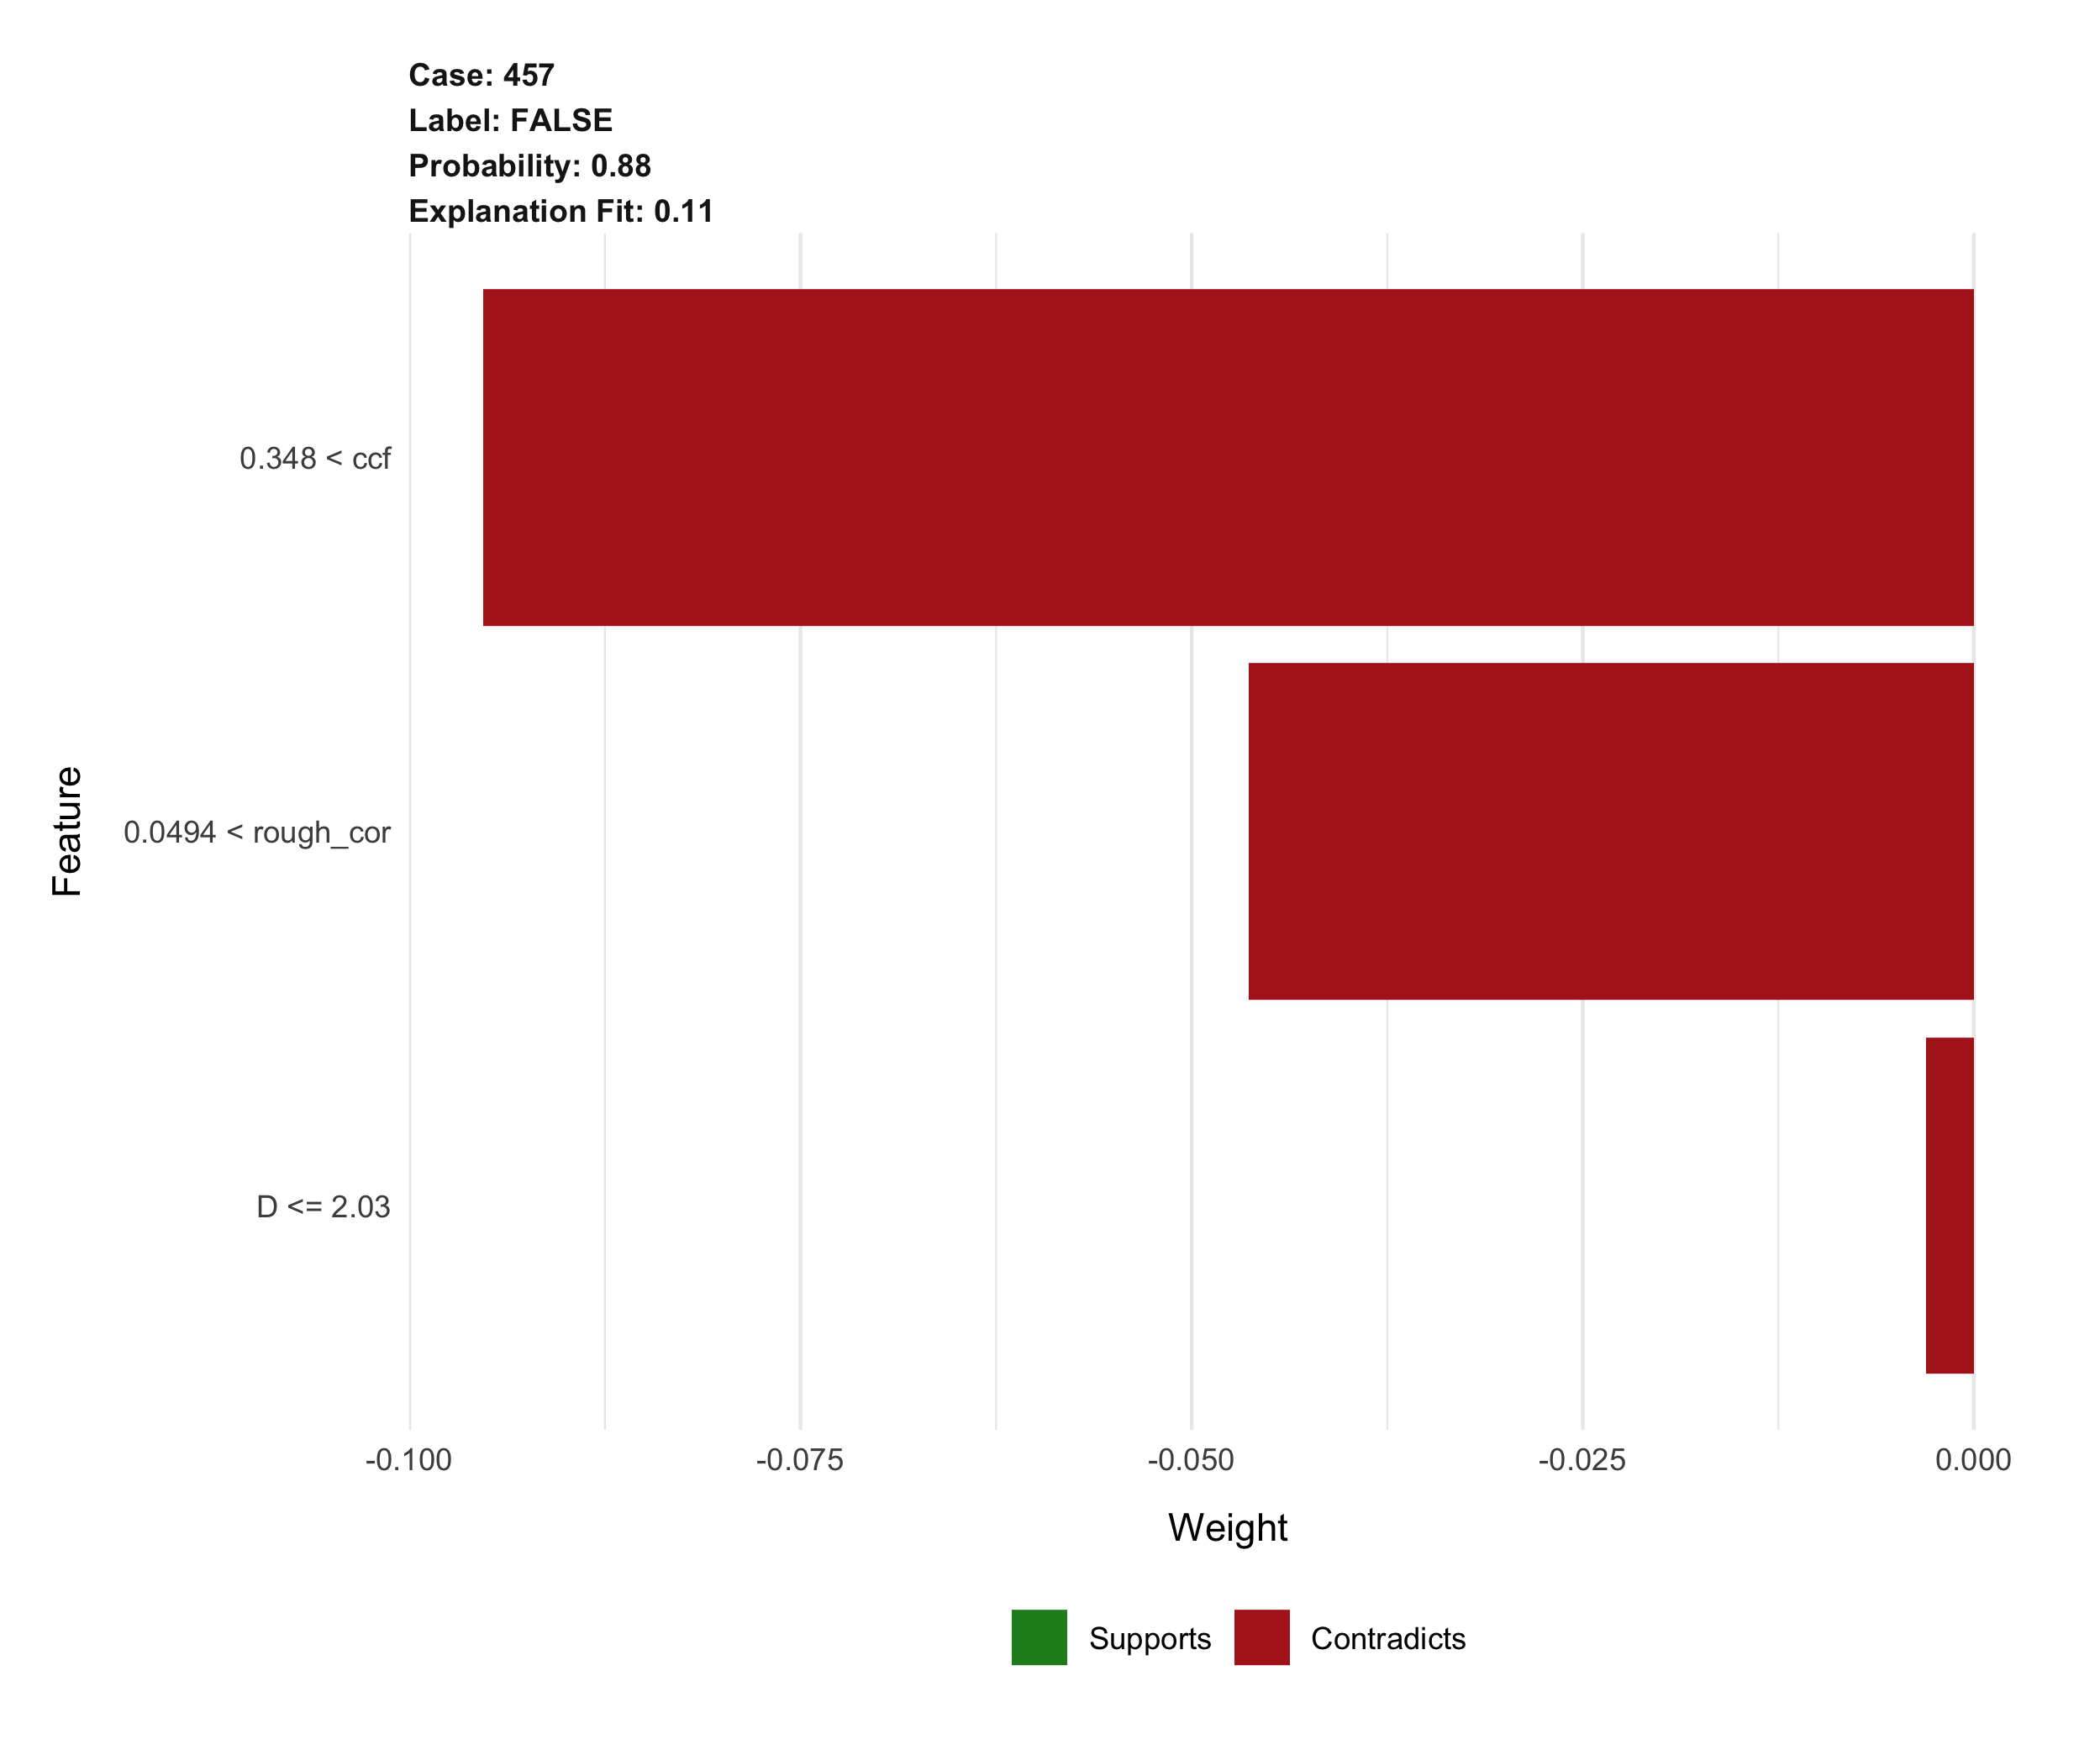 Case: 457
Label: FALSE
Probability: 0.88
Explanation Fit: 0.11
Feature
0.348 < ccf
0.0494 < rough_cor
D <= 2.03
-0.100 -0.075 -0.050 -0.025 0.000
Weight
Supports Contradicts